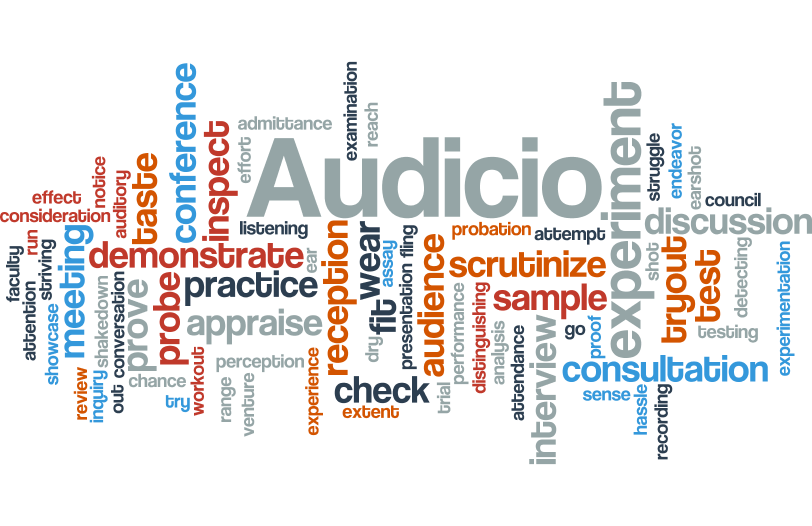 conference
examination
reach
admittance
experiment
inspect
effort
Audicio
struggle
endeavor
earshot
notice
auditory
taste
effect
consideration
council
discussion
listening
reception
wear
fling
probation
attempt
faculty
run
striving
meeting
demonstrate
ear
assay
audience
scrutinize
shot
tryout
test
detecting
experimentation
attention
showcase
shakedown
conversation
prove
probe
practice
appraise
fit
dry
presentation
performance
distinguishing
analysis
sample
go
proof
testing
interview
attendance
consultation
review
inquiry
out
chance
try
workout
perception
range
venture
experience
check
extent
trial
sense
hassle
recording